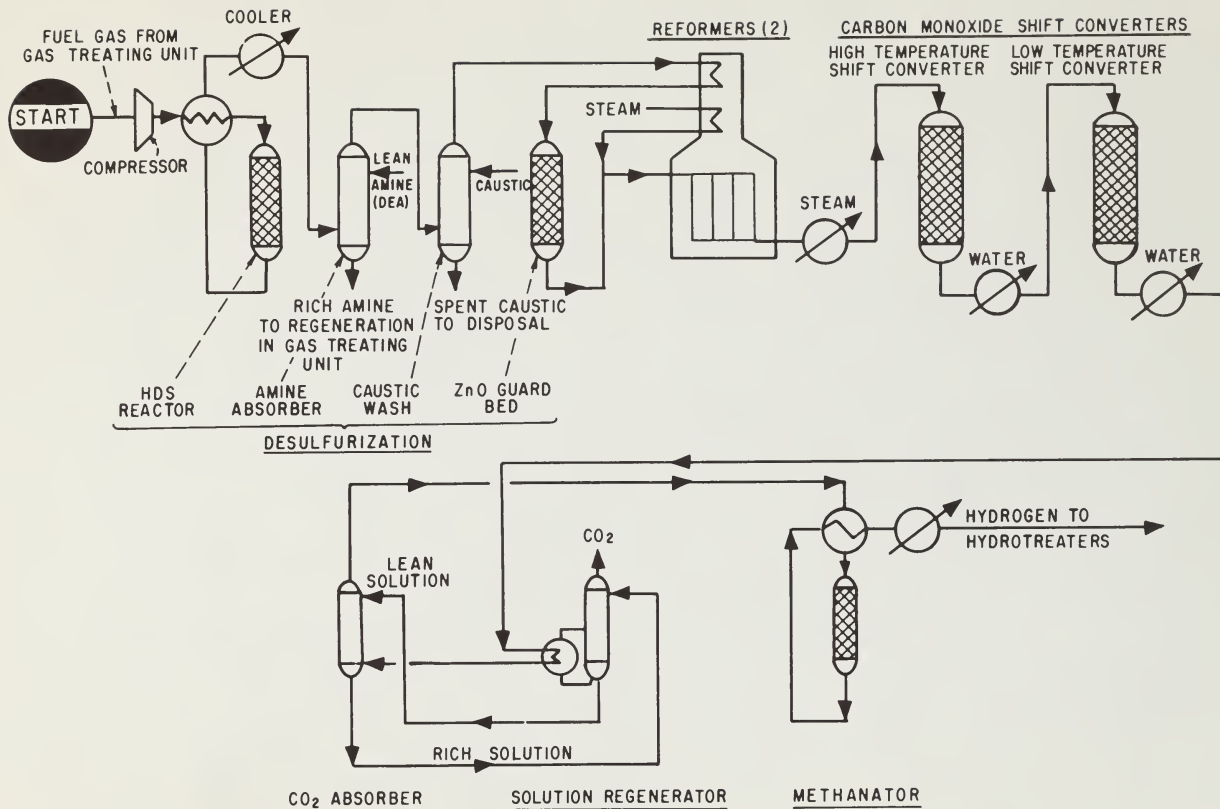 COOLER
FUEL GAS FROM
GAS TREATING UNIT
START
COMPRESSOR
REFORMERS (2)
CARBON MONOXIDE SHIFT CONVERTERS
HIGH TEMPERATURE
SHIFT CONVERTER
LOW TEMPERATURE
SHIFT CONVERTER
STEAM
LEAN
AMINE
(DEA)
CAUSTIC
STEAM
WATER
WATER
RICH AMINE
TO REGENERATION
IN GAS TREATING
UNIT
SPENT CAUSTIC
TO DISPOSAL
HDS
REACTOR
AMINE
ABSORBER
CAUSTIC
WASH
ZnO GUARD
BED
DESULFURIZATION
CO₂
LEAN
SOLUTION
HYDROGEN TO
HYDROTREATERS
RICH SOLUTION
CO₂ ABSORBER
SOLUTION REGENERATOR
METHANATOR